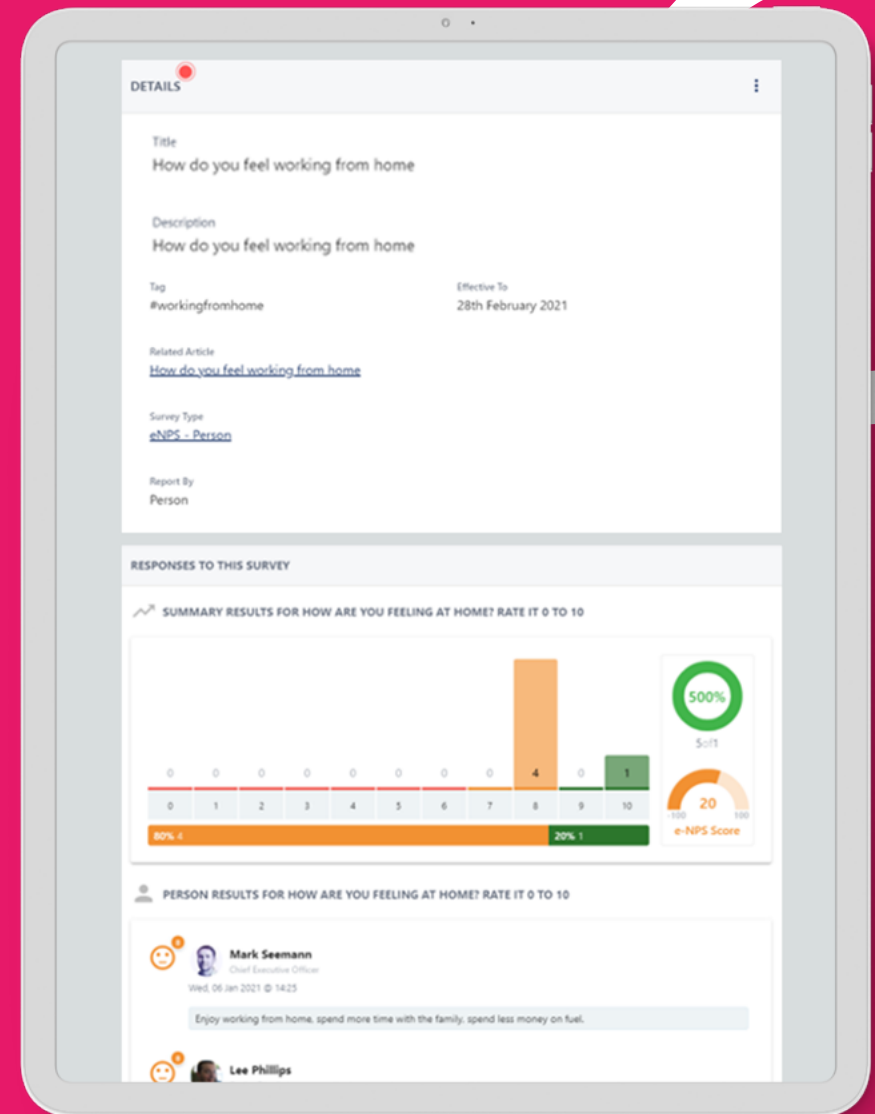 DETAILS
Title
How do you feel working from home
Description
How do you feel working from home
Tag
Effective To
#workingfromhome
28th February 2021
Related Article
How do you feel working from home
Survey Type
eNPS - Person
Report By
Person
RESPONSES TO THIS SURVEY
SUMMARY RESULTS FOR HOW ARE YOU FEELING AT HOME? RATE IT 0 TO 10
500%
5of1
0 0 0 0 0 0 0 0 4 0 1
0 1 2 3 4 5 6 7 8 9 10
20
-100 100
e-NPS Score
80% 4 20% 1
PERSON RESULTS FOR HOW ARE YOU FEELING AT HOME? RATE IT 0 TO 10
Mark Seemann
Chief Executive Officer
Wed, 06 Jan 2021 @ 14:25
Enjoy working from home, spend more time with the family, spend less money on fuel.
Lee Phillips